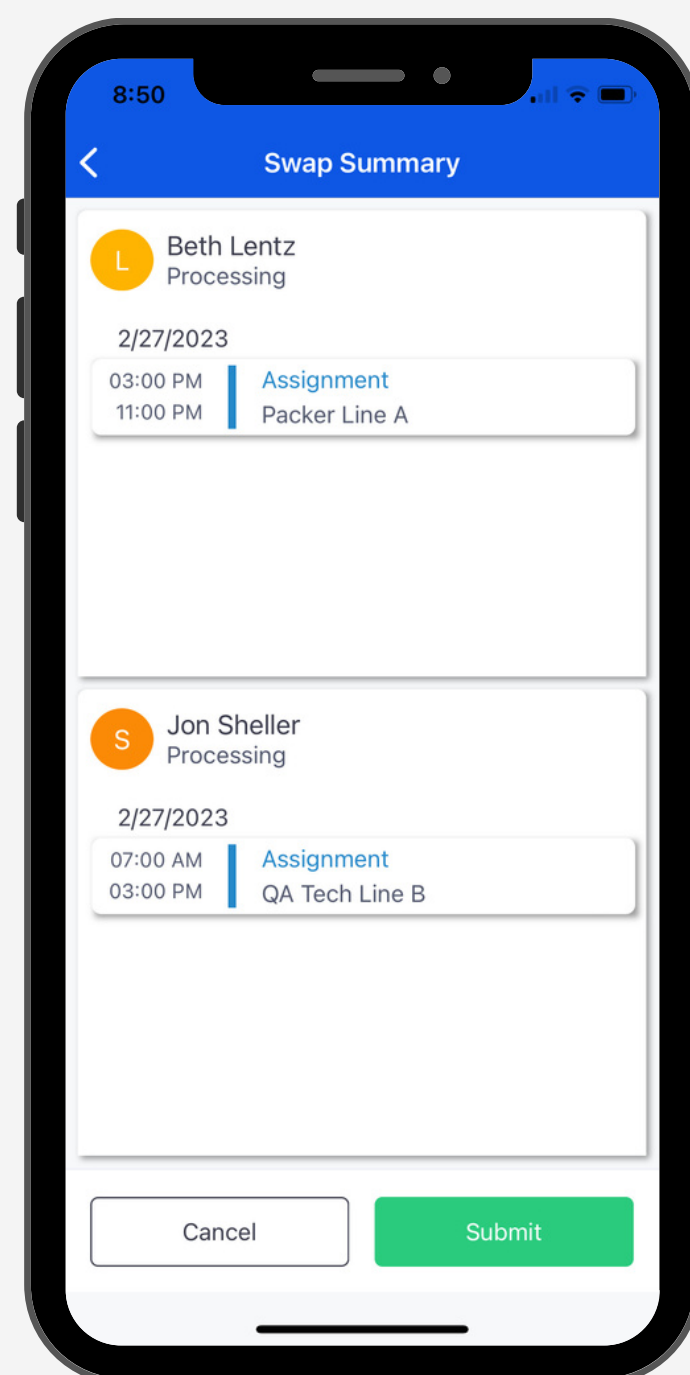 8:50
Swap Summary
L
Beth Lentz
Processing
2/27/2023
03:00 PM
Assignment
11:00 PM
Packer Line A
S
Jon Sheller
Processing
2/27/2023
07:00 AM
Assignment
03:00 PM
QA Tech Line B
Cancel
Submit